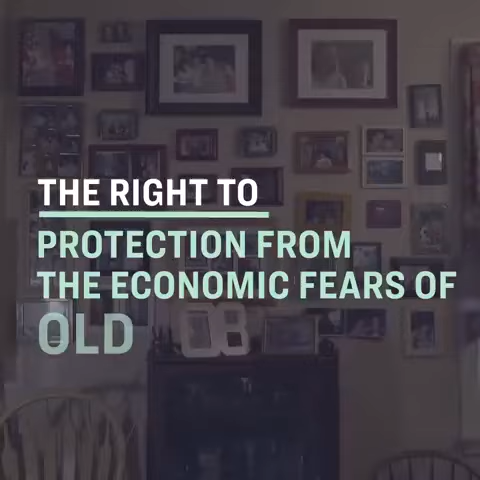 THE RIGHT TO
PROTECTION FROM
THE ECONOMIC FEARS OF
OLD